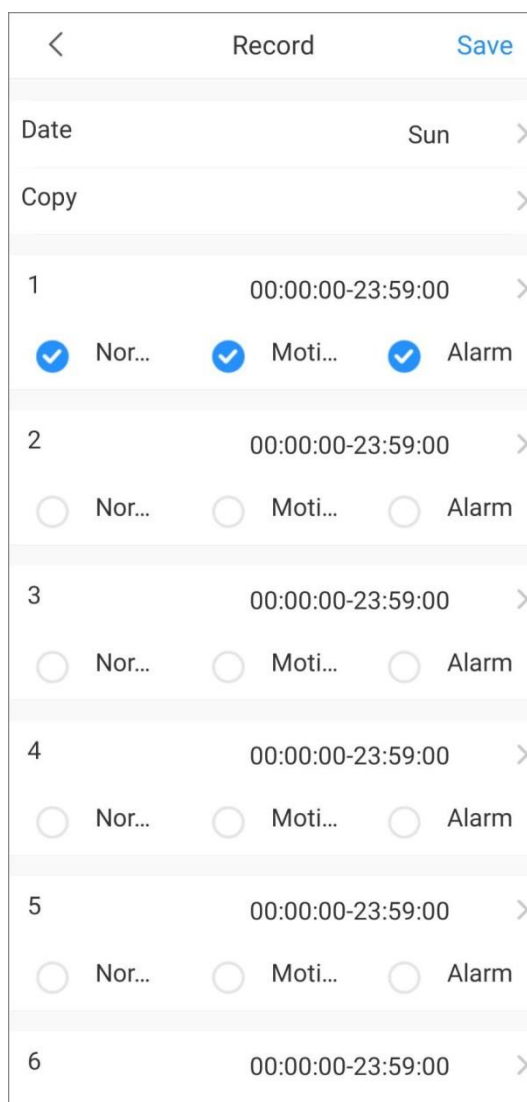 Record Save
Date Sun
Copy
1 00:00:00-23:59:00
Nor... Moti... Alarm
2 00:00:00-23:59:00
Nor... Moti... Alarm
3 00:00:00-23:59:00
Nor... Moti... Alarm
4 00:00:00-23:59:00
Nor... Moti... Alarm
5 00:00:00-23:59:00
Nor... Moti... Alarm
6 00:00:00-23:59:00